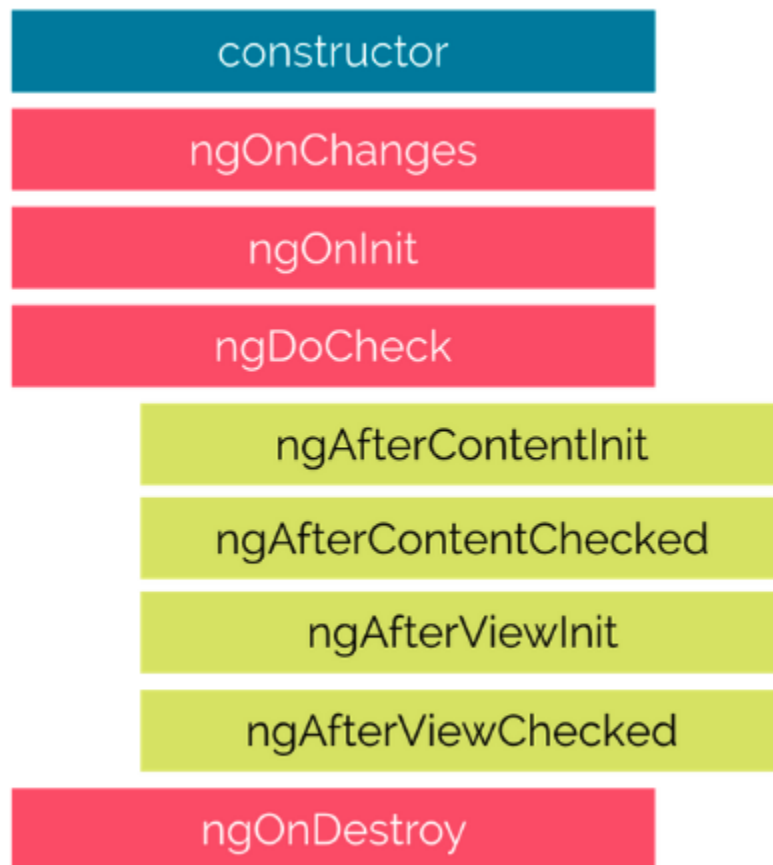 constructor
ngOnChanges
ngOnInit
ngDoCheck
ngAfterContentInit
ngAfterContentChecked
ngAfterViewInit
ngAfterViewChecked
ngOnDestroy